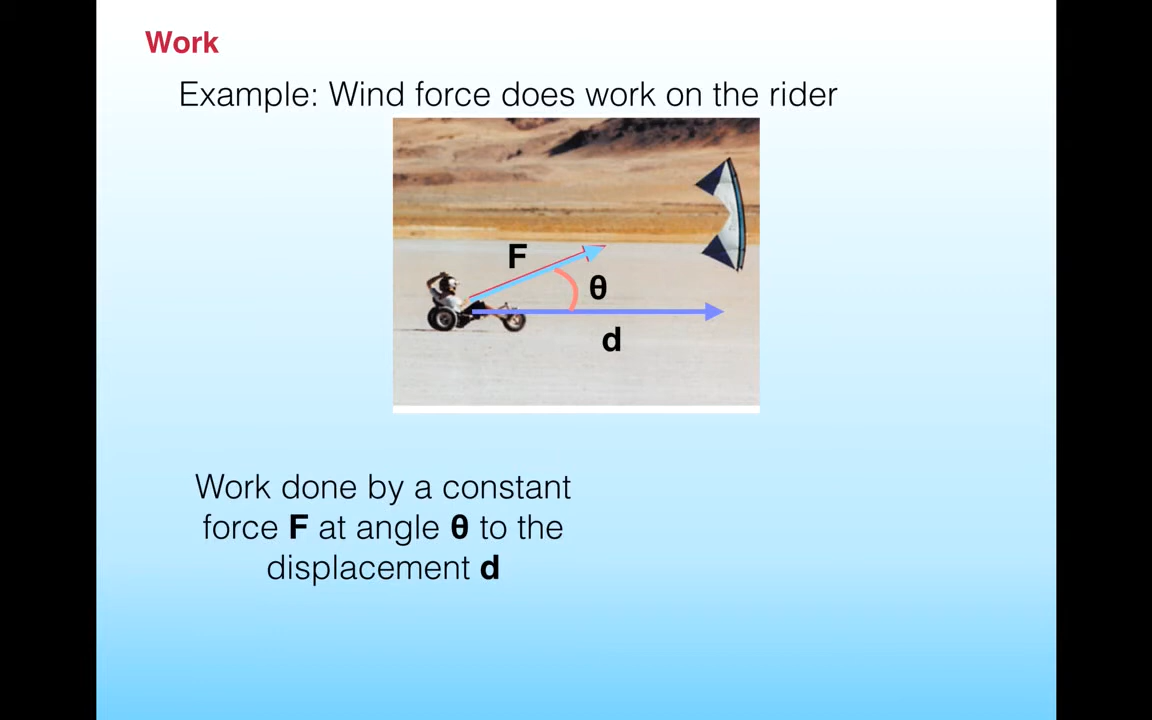 Work
Example: Wind force does work on the rider
F
θ
d
Work done by a constant
force F at angle θ to the
displacement d